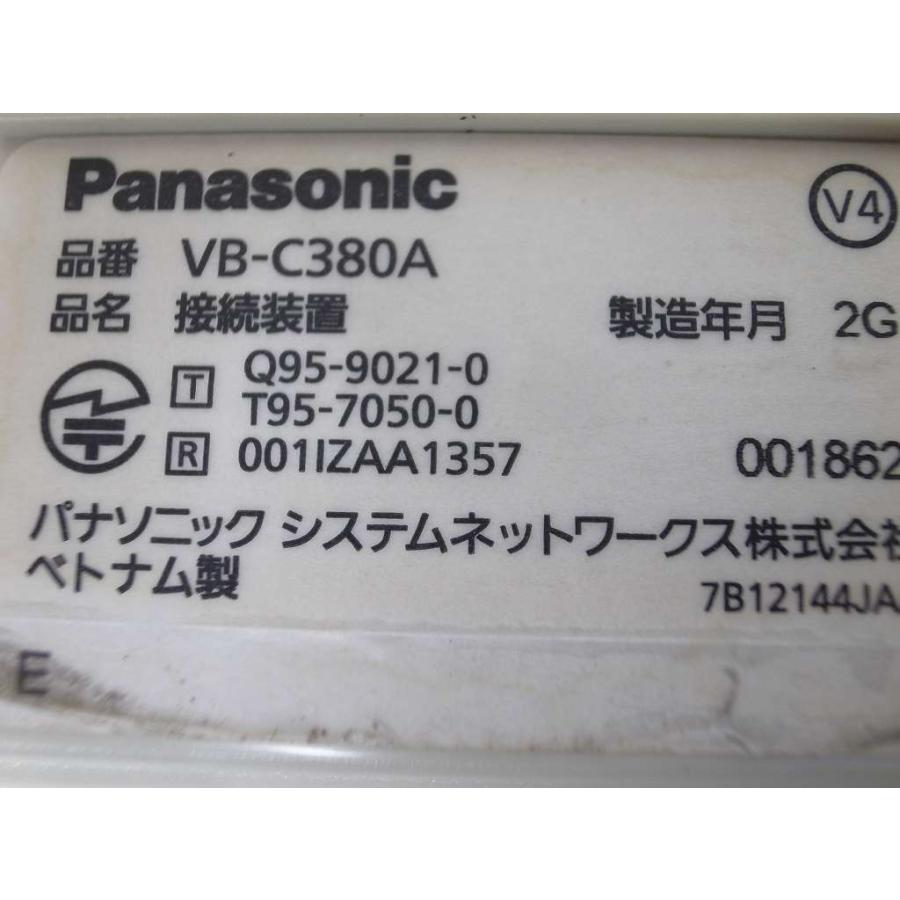 Panasonic
V4
品番 VB-C380A
品名 接続装置 製造年月 2G
T Q95-9021-0
T95-7050-0
R 001IZAA1357 001862
パナソニック システムネットワークス株式会社
ベトナム製 7B12144JA
E